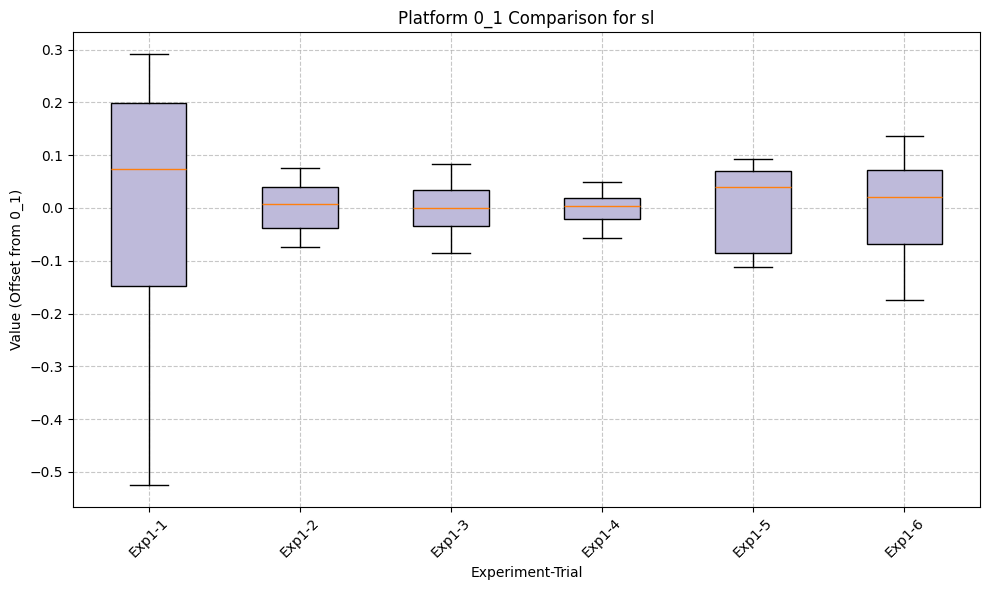 Platform 0_1 Comparison for sl
Value (Offset from 0_1)
0.3
0.2
0.1
0.0
−0.1
−0.2
−0.3
−0.4
−0.5
Exp1-1
Exp1-2
Exp1-3
Exp1-4
Exp1-5
Exp1-6
Experiment-Trial